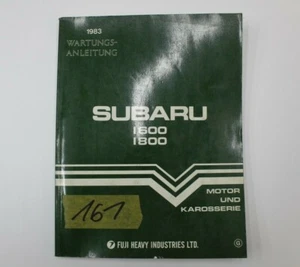 1983
WARTUNGS-
ANLEITUNG
SUBARU
1600
1800
161
MOTOR
UND
KAROSSERIE
FUJI HEAVY INDUSTRIES LTD.
G